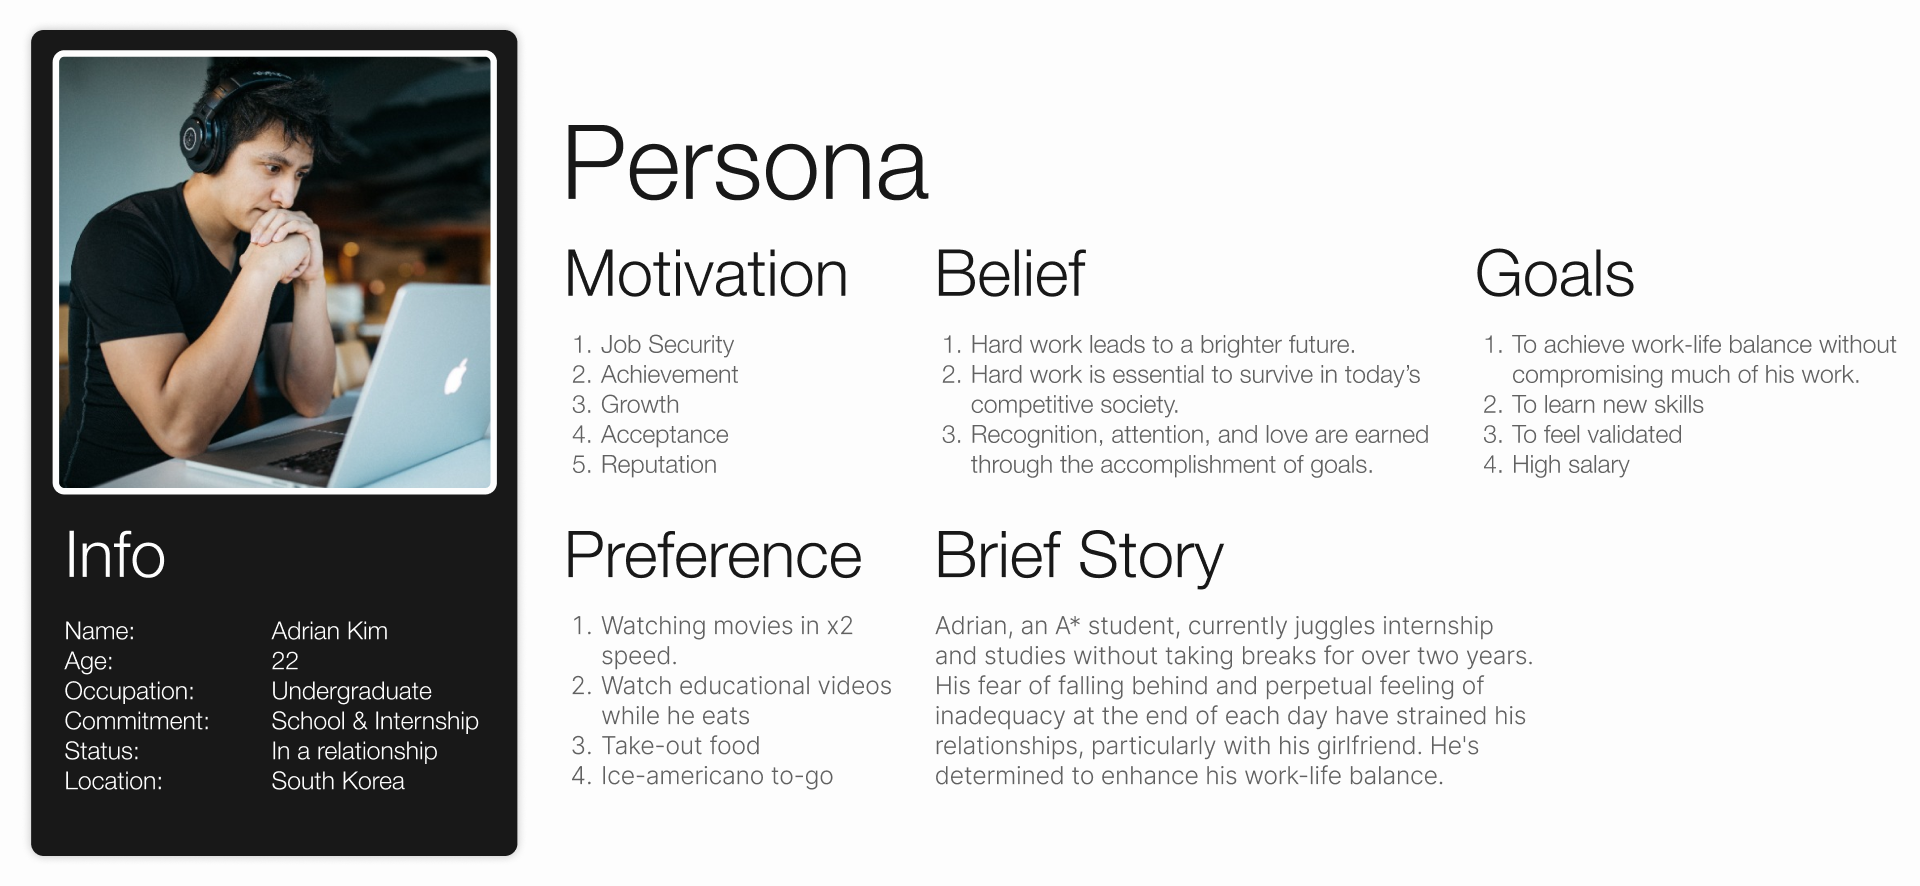 Persona
Info
Name: Adrian Kim
Age: 22
Occupation: Undergraduate
Commitment: School & Internship
Status: In a relationship
Location: South Korea
Motivation
1. Job Security
2. Achievement
3. Growth
4. Acceptance
5. Reputation
Belief
1. Hard work leads to a brighter future.
2. Hard work is essential to survive in today’s
competitive society.
3. Recognition, attention, and love are earned
through the accomplishment of goals.
Goals
1. To achieve work-life balance without
compromising much of his work.
2. To learn new skills
3. To feel validated
4. High salary
Preference
1. Watching movies in x2
speed.
2. Watch educational videos
while he eats
3. Take-out food
4. Ice-americano to-go
Brief Story
Adrian, an A* student, currently juggles internship
and studies without taking breaks for over two years.
His fear of falling behind and perpetual feeling of
inadequacy at the end of each day have strained his
relationships, particularly with his girlfriend. He's
determined to enhance his work-life balance.